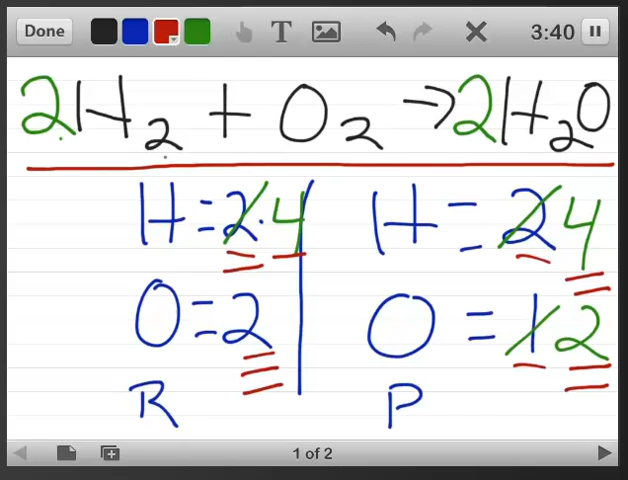 Done T 3:40
2H₂ + O₂ → 2H₂O
H = 2 4 H = 2 4
O = 2 O = 1 2
R P
1 of 2